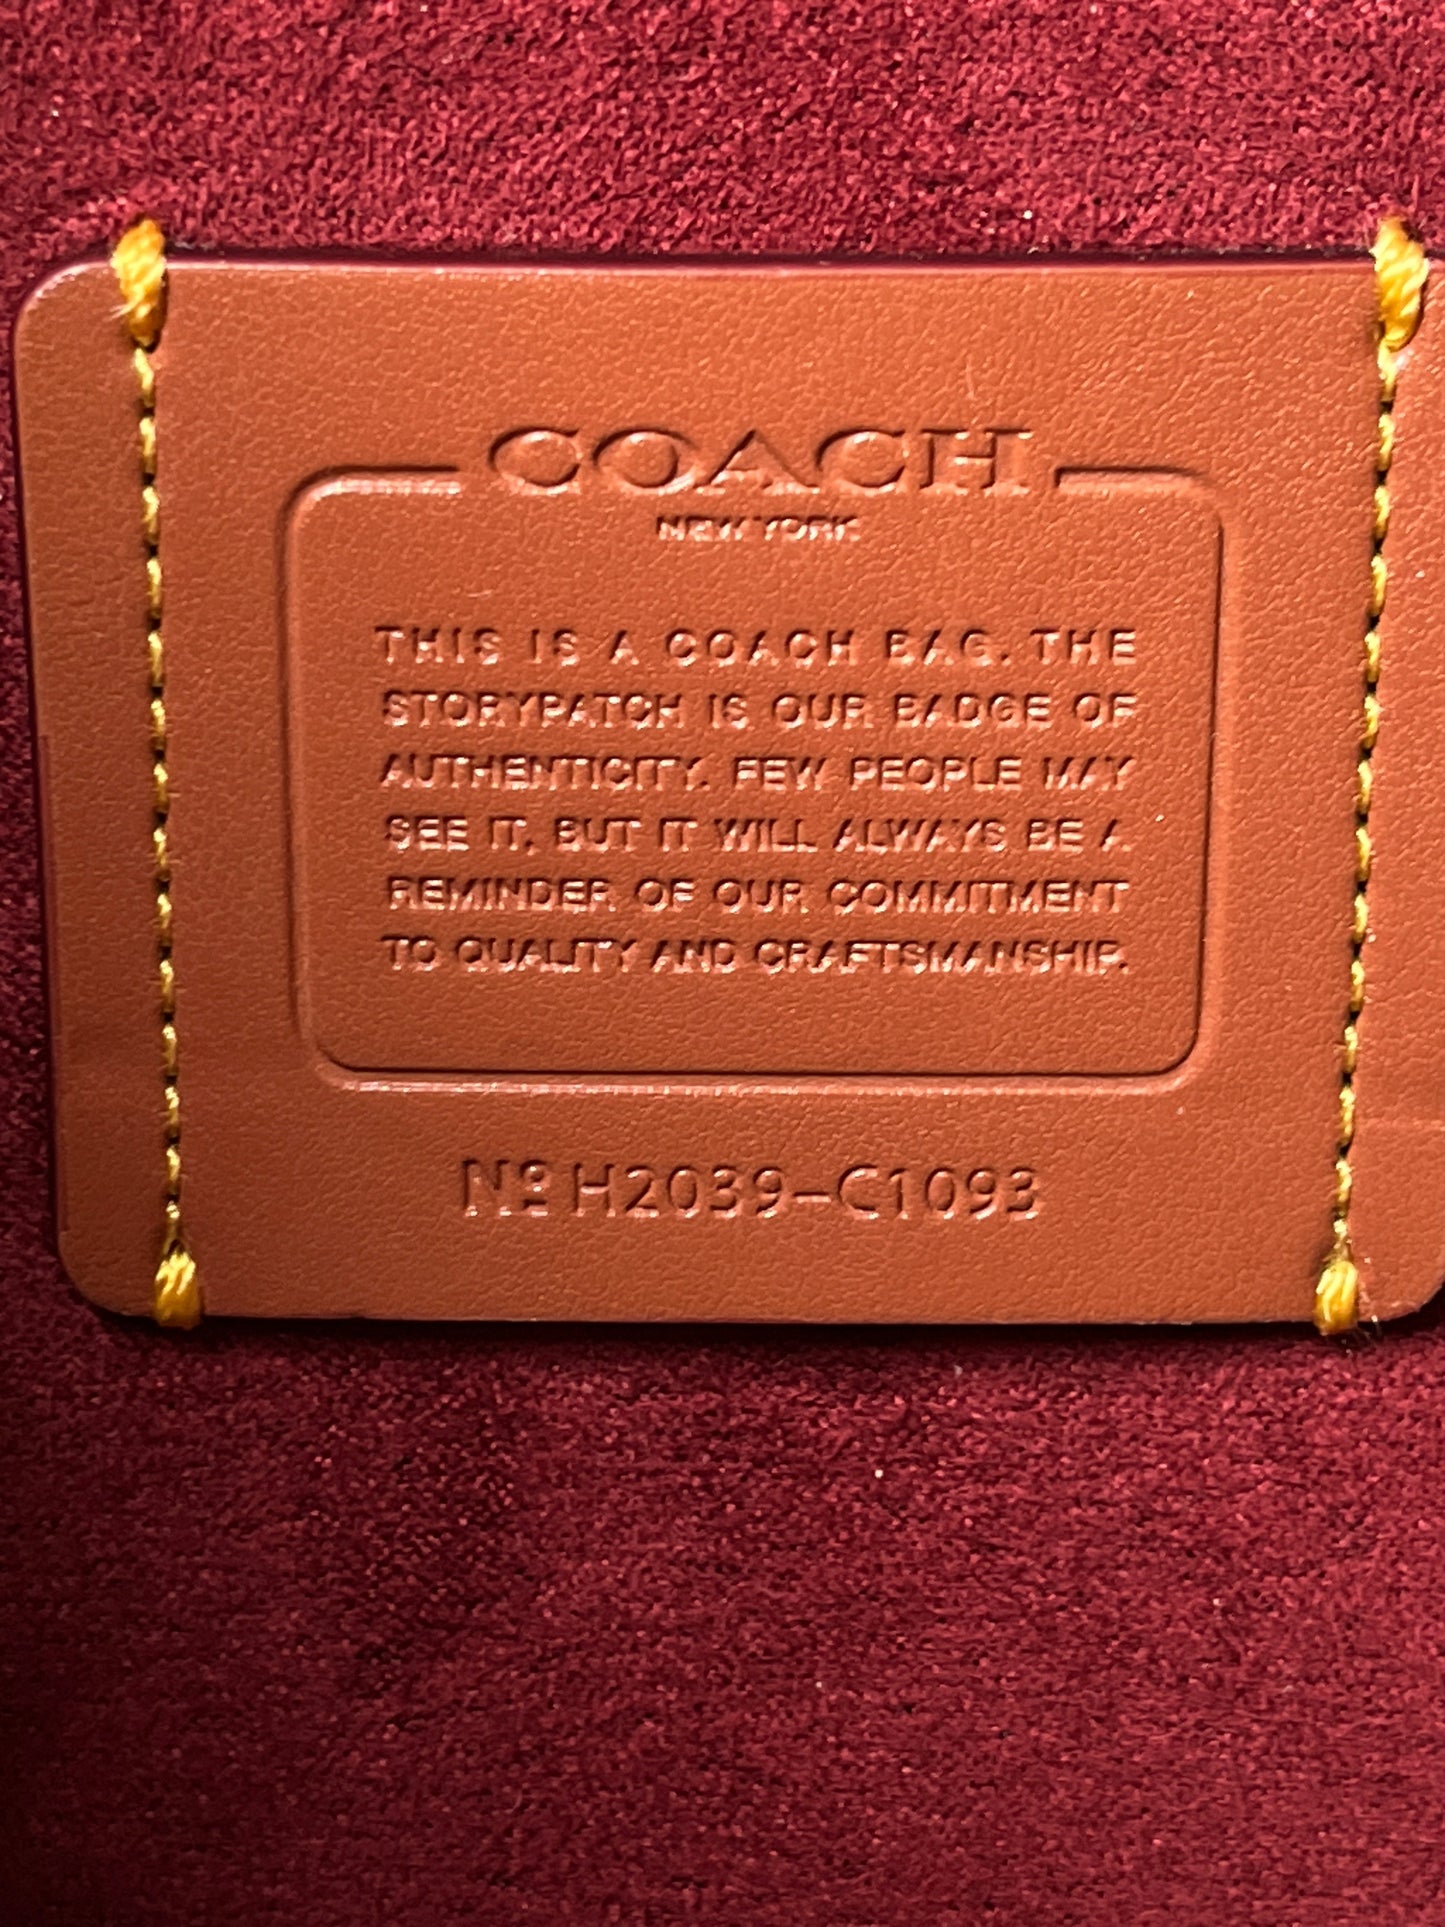 COACH
NEW YORK
THIS IS A COACH BAG. THE
STORYPATCH IS OUR BADGE OF
AUTHENTICITY. FEW PEOPLE MAY
SEE IT, BUT IT WILL ALWAYS BE A
REMINDER OF OUR COMMITMENT
TO QUALITY AND CRAFTSMANSHIP.
Nº H2039-C1093